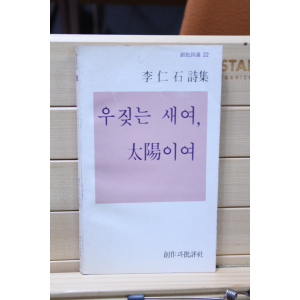 創批詩選 22
李仁石 詩集
우짖는 새여,
太陽이여
創作과批評社
STAN